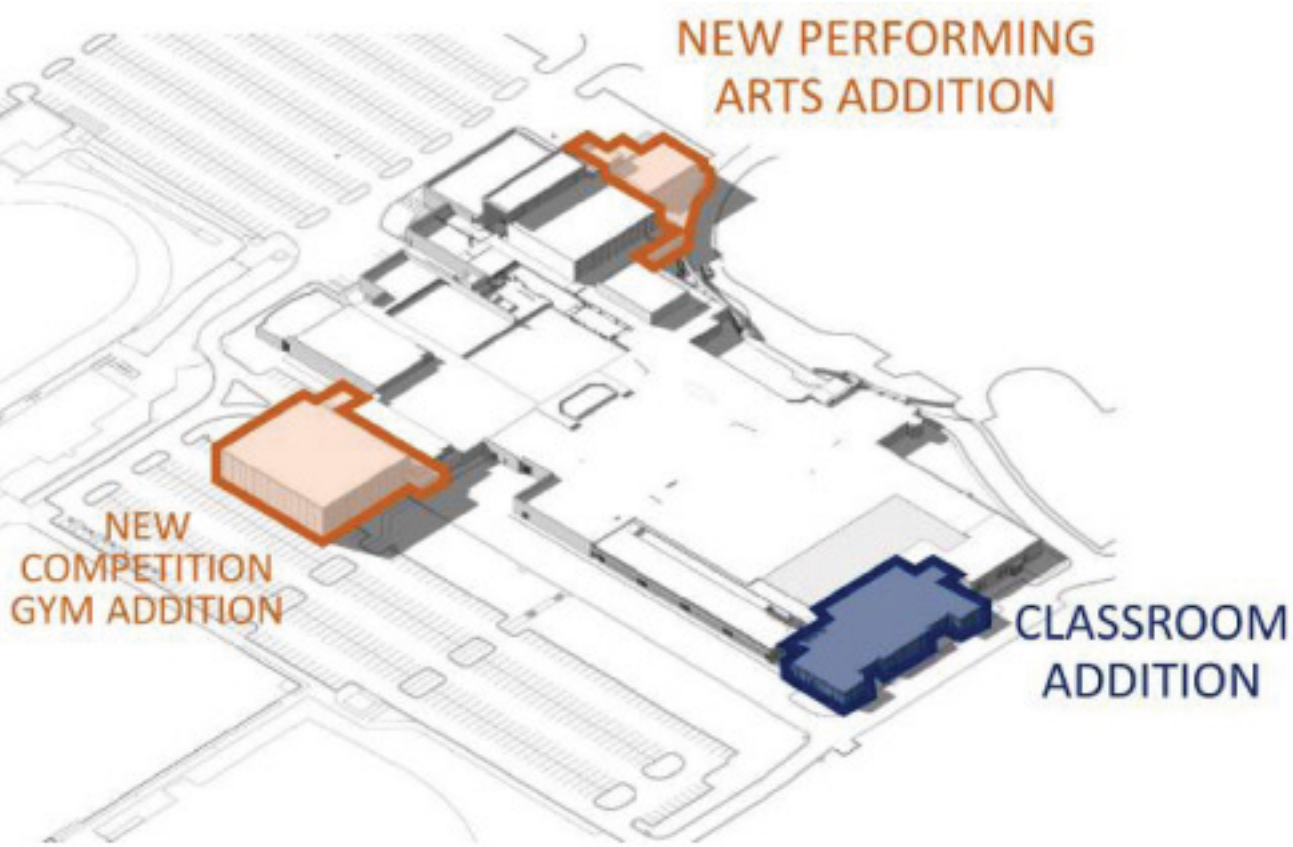 NEW PERFORMING
ARTS ADDITION
NEW
COMPETITION
GYM ADDITION
CLASSROOM
ADDITION